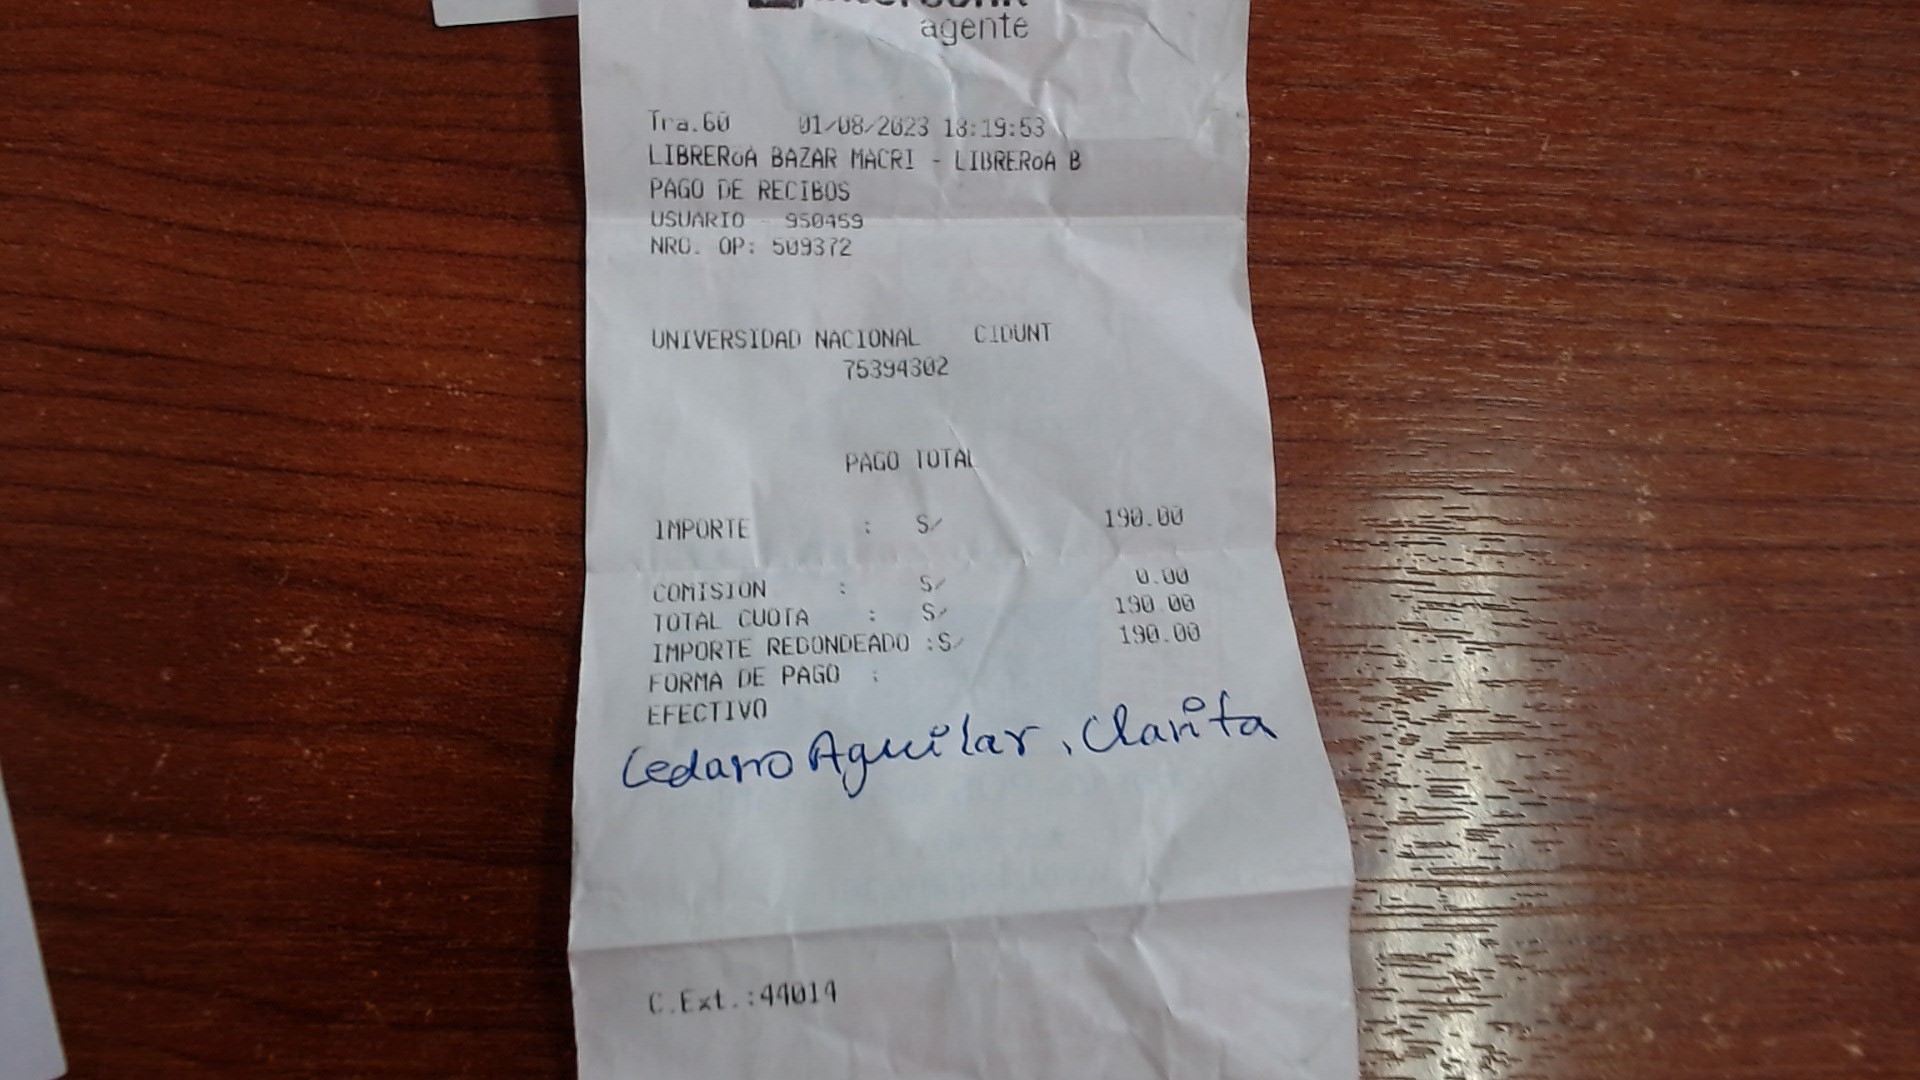 agente
Tra.60 01/08/2023 18:19:53
LIBREROA BAZAR MACRI - LIBREROA B
PAGO DE RECIBOS
USUARIO - 950459
NRO. OP: 509372
UNIVERSIDAD NACIONAL CIDUNT
75394302
PAGO TOTAL
IMPORTE : S/ 190.00
COMISION : S/ 0.00
TOTAL CUOTA : S/ 190.00
IMPORTE REDONDEADO :S/ 190.00
FORMA DE PAGO :
EFECTIVO
Cedarro Aguilar, Clarita
C.Ext.:44014